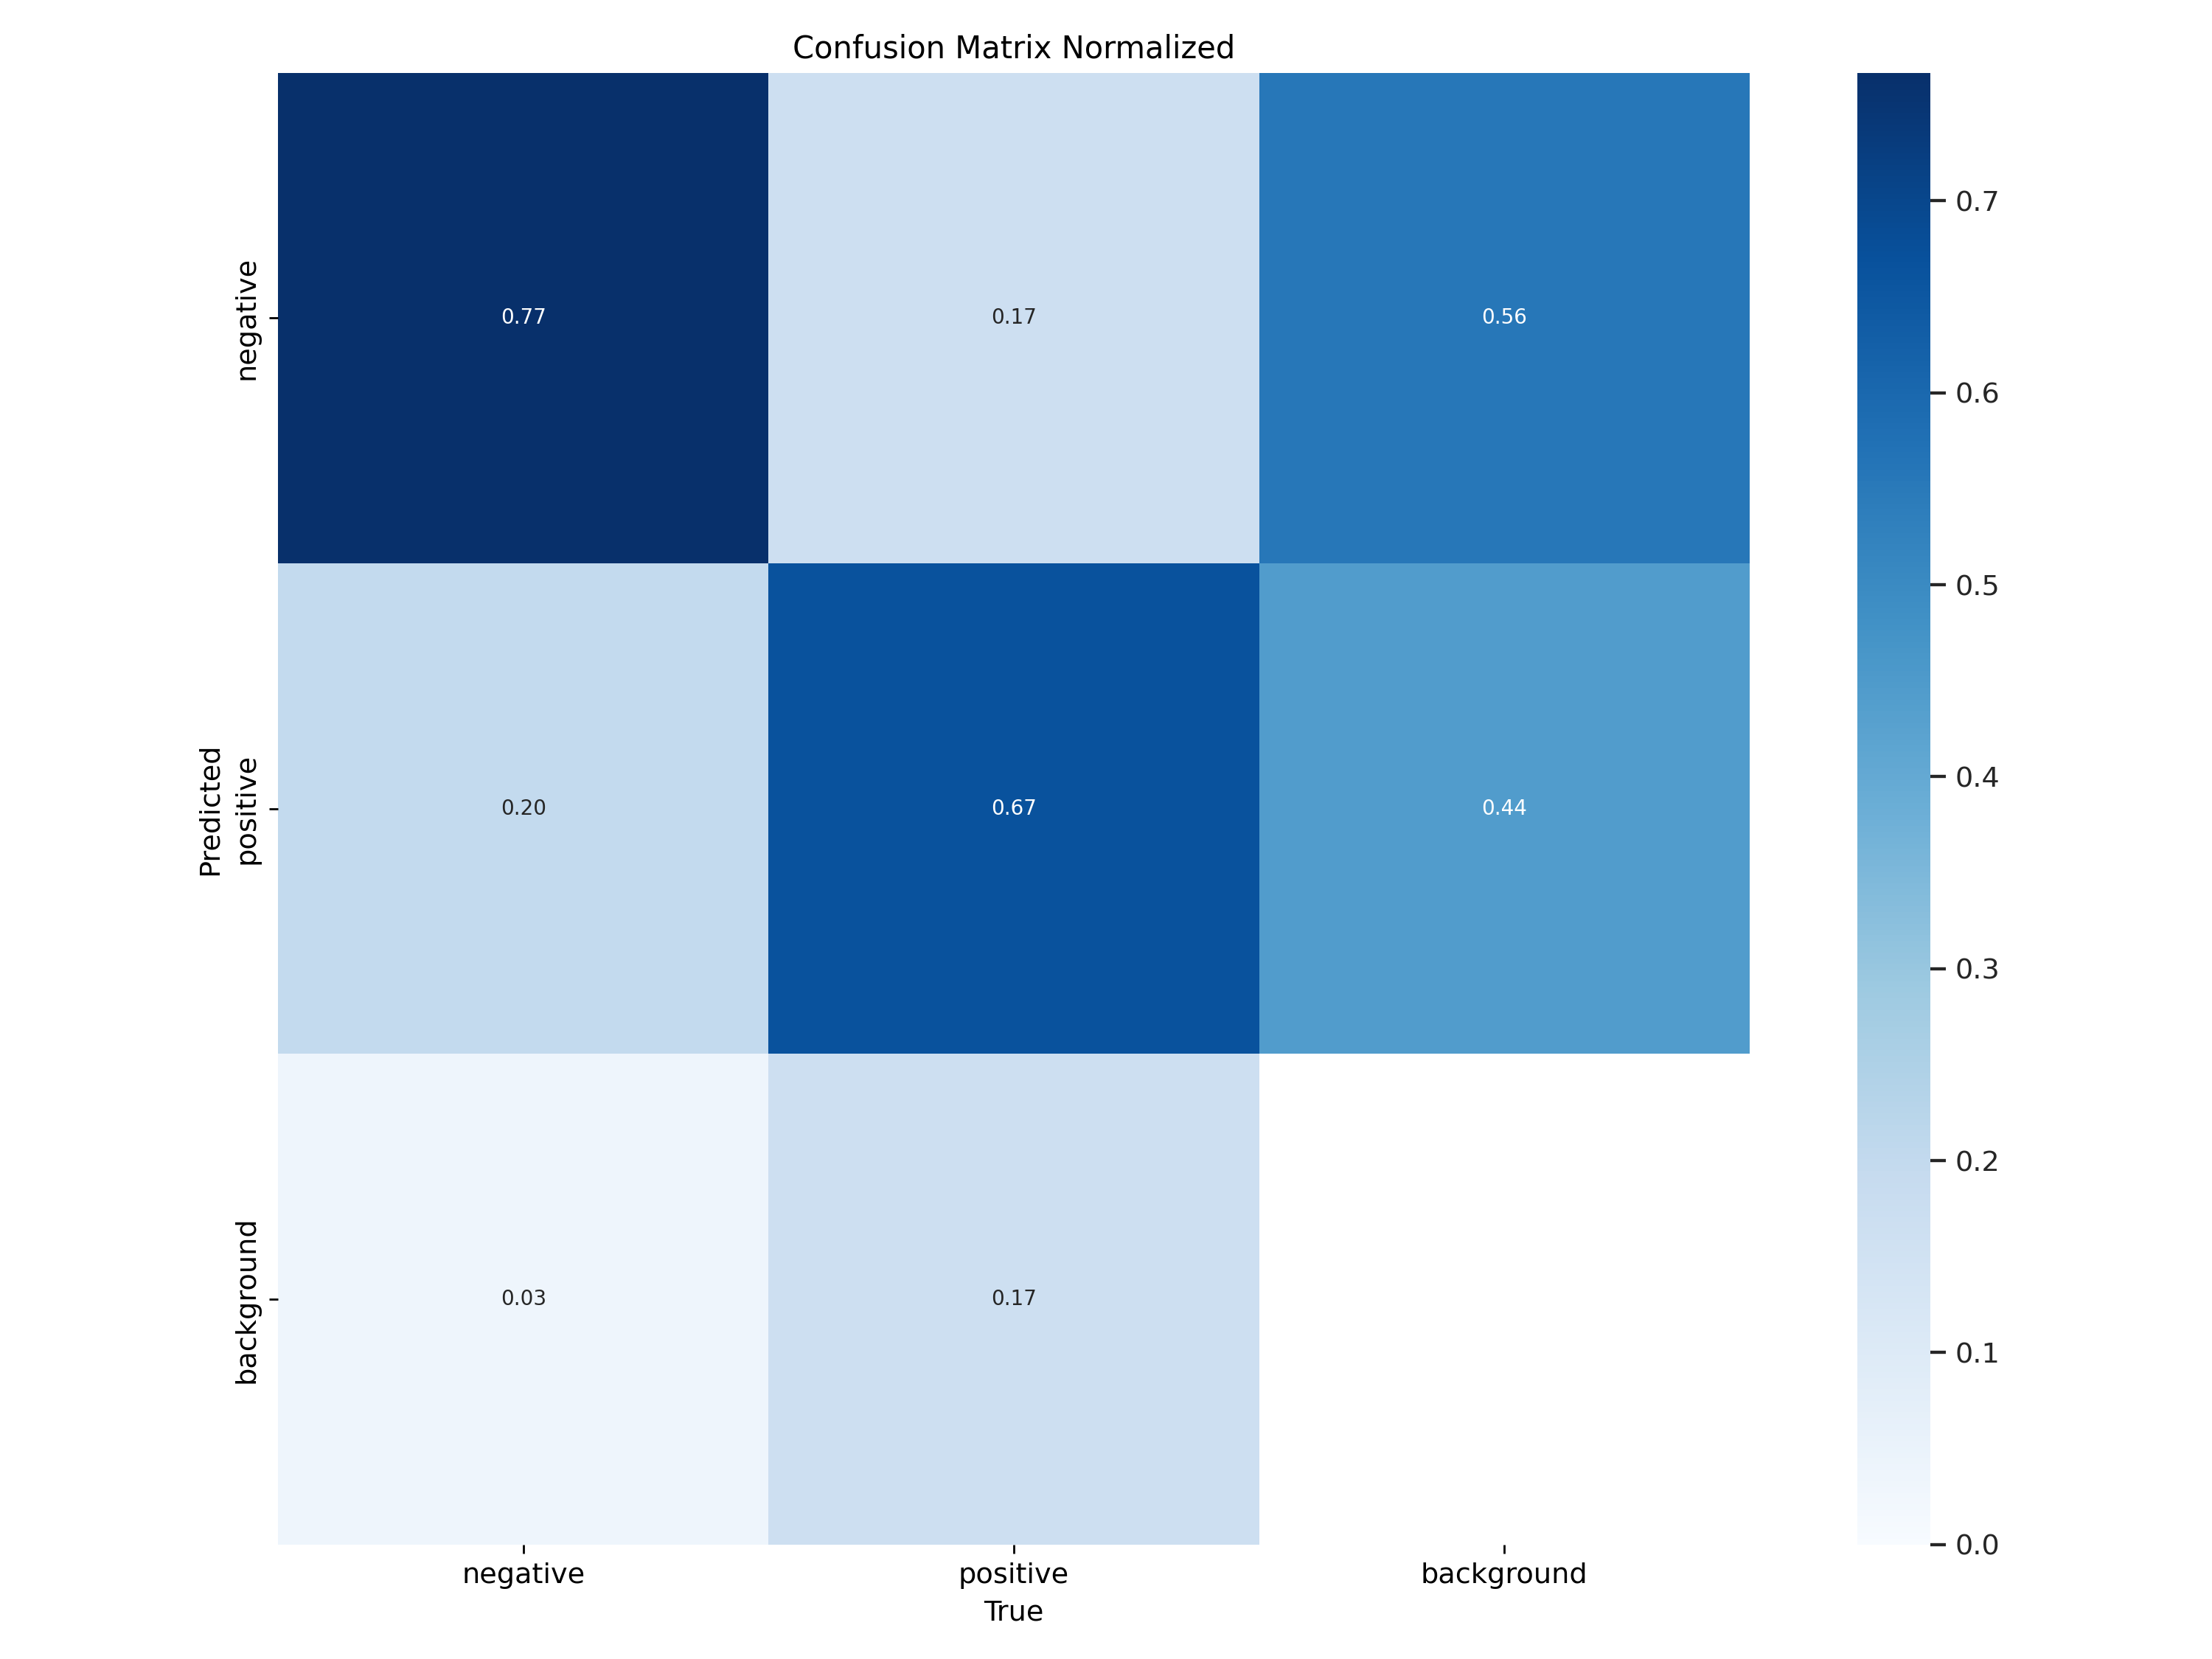 Confusion Matrix Normalized
negative
0.77
0.17
0.56
Predicted
positive
0.20
0.67
0.44
background
0.03
0.17
negative
positive
background
True
0.7
0.6
0.5
0.4
0.3
0.2
0.1
0.0